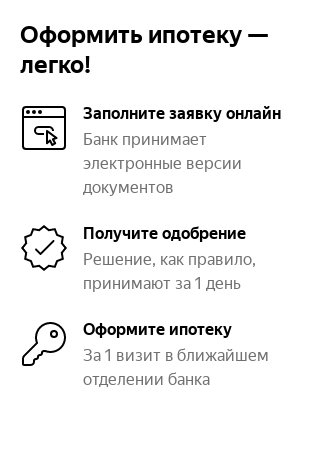 Оформить ипотеку —
легко!
Заполните заявку онлайн
Банк принимает
электронные версии
документов
Получите одобрение
Решение, как правило,
принимают за 1 день
Оформите ипотеку
За 1 визит в ближайшем
отделении банка